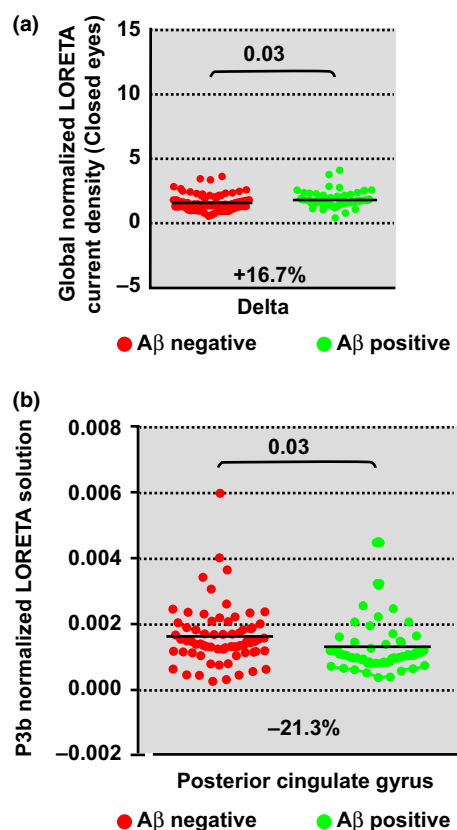 (a)
Global normalized LORETA
current density (Closed eyes)
15
10
5
0
–5
0.03
+16.7%
Delta
Aβ negative Aβ positive
(b)
P3b normalized LORETA solution
0.008
0.006
0.004
0.002
0.000
–0.002
0.03
–21.3%
Posterior cingulate gyrus
Aβ negative Aβ positive